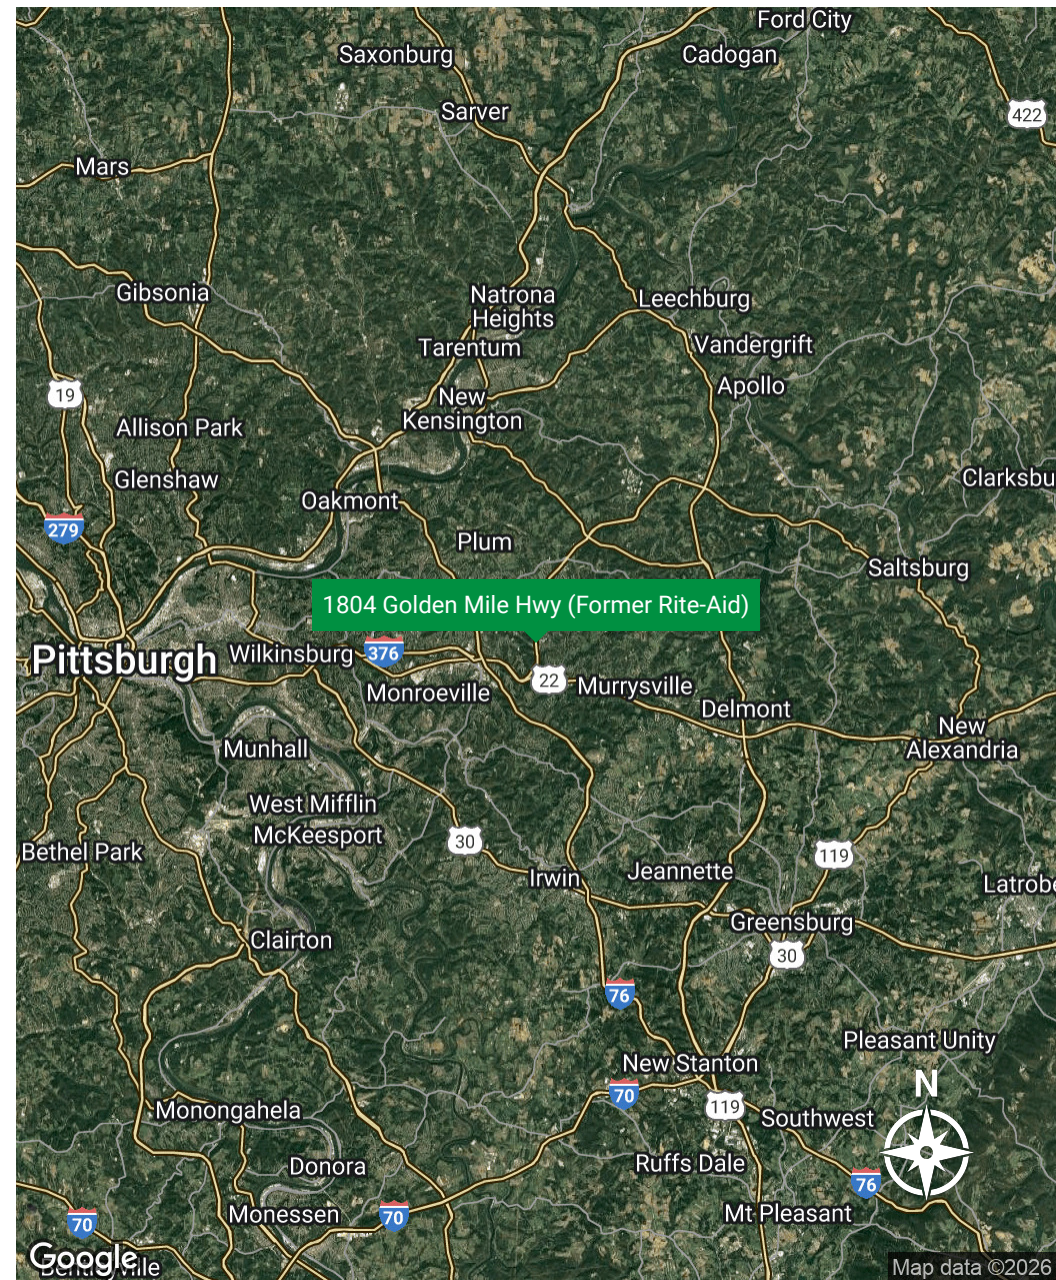 Ford City
Saxonburg
Cadogan
Sarver
422
Mars
Gibsonia
Natrona
Heights
Leechburg
Tarentum
Vandergrift
19
New
Kensington
Apollo
Allison Park
Glenshaw
Clarksbu
Oakmont
279
Plum
Saltsburg
1804 Golden Mile Hwy (Former Rite-Aid)
Pittsburgh
Wilkinsburg
376
22
Monroeville
Murrysville
Delmont
New
Alexandria
Munhall
West Mifflin
McKeesport
30
119
Bethel Park
Irwin
Jeannette
Latrobe
Greensburg
Clairton
30
76
Pleasant Unity
New Stanton
N
70
119
Monongahela
Southwest
Donora
Ruffs Dale
76
Monessen
70
70
Mt Pleasant
Google
Map data ©2026